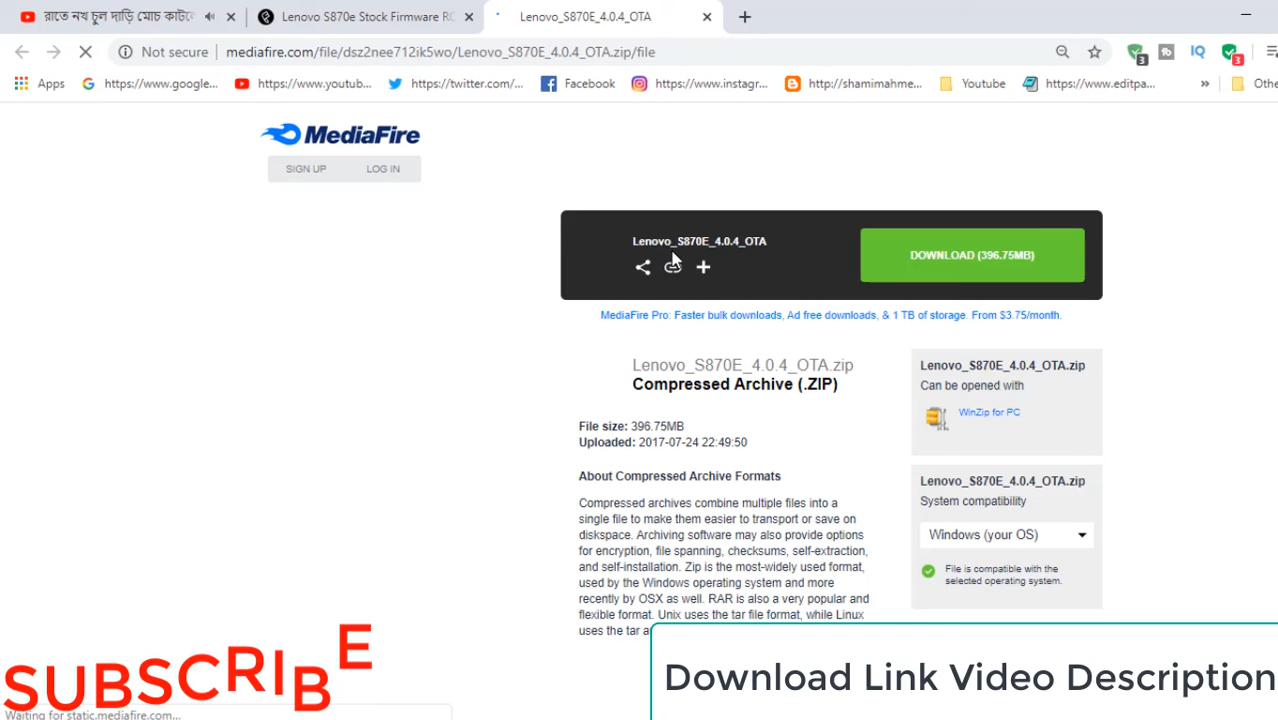 রাতে নখ চুল দাড়ি মোচ কাটলে
Lenovo S870e Stock Firmware RO
Lenovo_S870E_4.0.4_OTA
Not secure
mediafire.com/file/dsz2nee712ik5wo/Lenovo_S870E_4.0.4_OTA.zip/file
3
tb
IQ
3
Apps
https://www.google...
https://www.youtub...
https://twitter.com/...
Facebook
https://www.instagr...
http://shamimahme...
Youtube
https://www.editpa...
»
Othe
MediaFire
SIGN UP
LOG IN
Lenovo_S870E_4.0.4_OTA
DOWNLOAD (396.75MB)
MediaFire Pro: Faster bulk downloads, Ad free downloads, & 1 TB of storage. From $3.75/month.
Lenovo_S870E_4.0.4_OTA.zip
Compressed Archive (.ZIP)
File size: 396.75MB
Uploaded: 2017-07-24 22:49:50
About Compressed Archive Formats
Compressed archives combine multiple files into a
single file to make them easier to transport or save on
diskspace. Archiving software may also provide options
for encryption, file spanning, checksums, self-extraction,
and self-installation. Zip is the most-widely used format,
used by the Windows operating system and more
recently by OSX as well. RAR is also a very popular and
flexible format. Unix uses the tar file format, while Linux
uses the tar a
Lenovo_S870E_4.0.4_OTA.zip
Can be opened with
WinZip for PC
Lenovo_S870E_4.0.4_OTA.zip
System compatibility
Windows (your OS)
File is compatible with the
selected operating system.
SUBSCRIBE
Download Link Video Description
Waiting for static.mediafire.com...